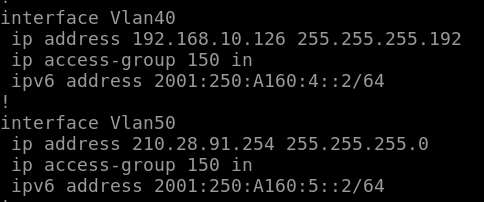 !
interface Vlan40
 ip address 192.168.10.126 255.255.255.192
 ip access-group 150 in
 ipv6 address 2001:250:A160:4::2/64
!
interface Vlan50
 ip address 210.28.91.254 255.255.255.0
 ip access-group 150 in
 ipv6 address 2001:250:A160:5::2/64
!